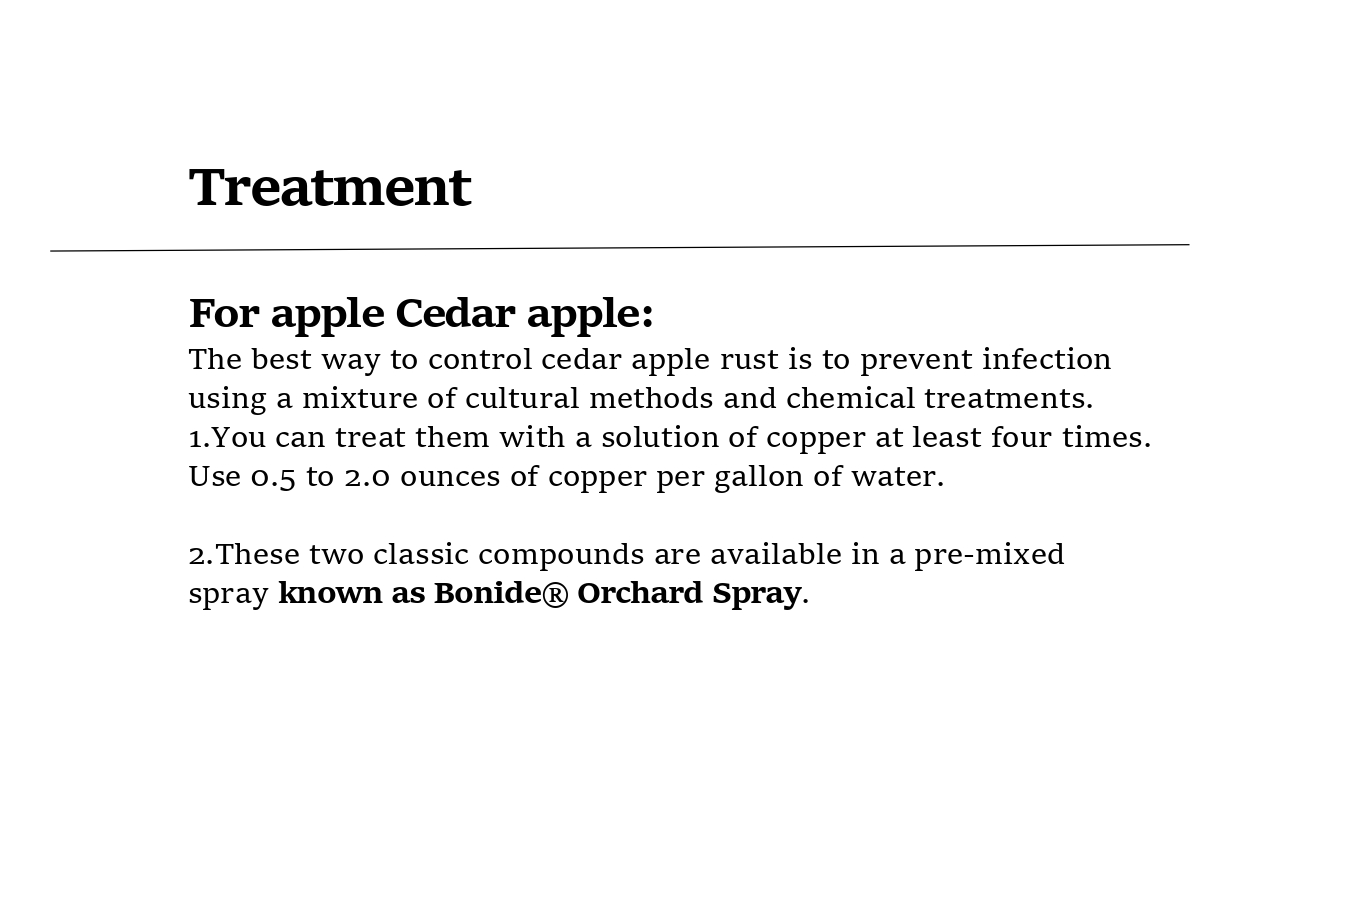 Treatment
For apple Cedar apple:
The best way to control cedar apple rust is to prevent infection
using a mixture of cultural methods and chemical treatments.
1.You can treat them with a solution of copper at least four times.
Use 0.5 to 2.0 ounces of copper per gallon of water.
2.These two classic compounds are available in a pre-mixed
spray known as Bonide® Orchard Spray.